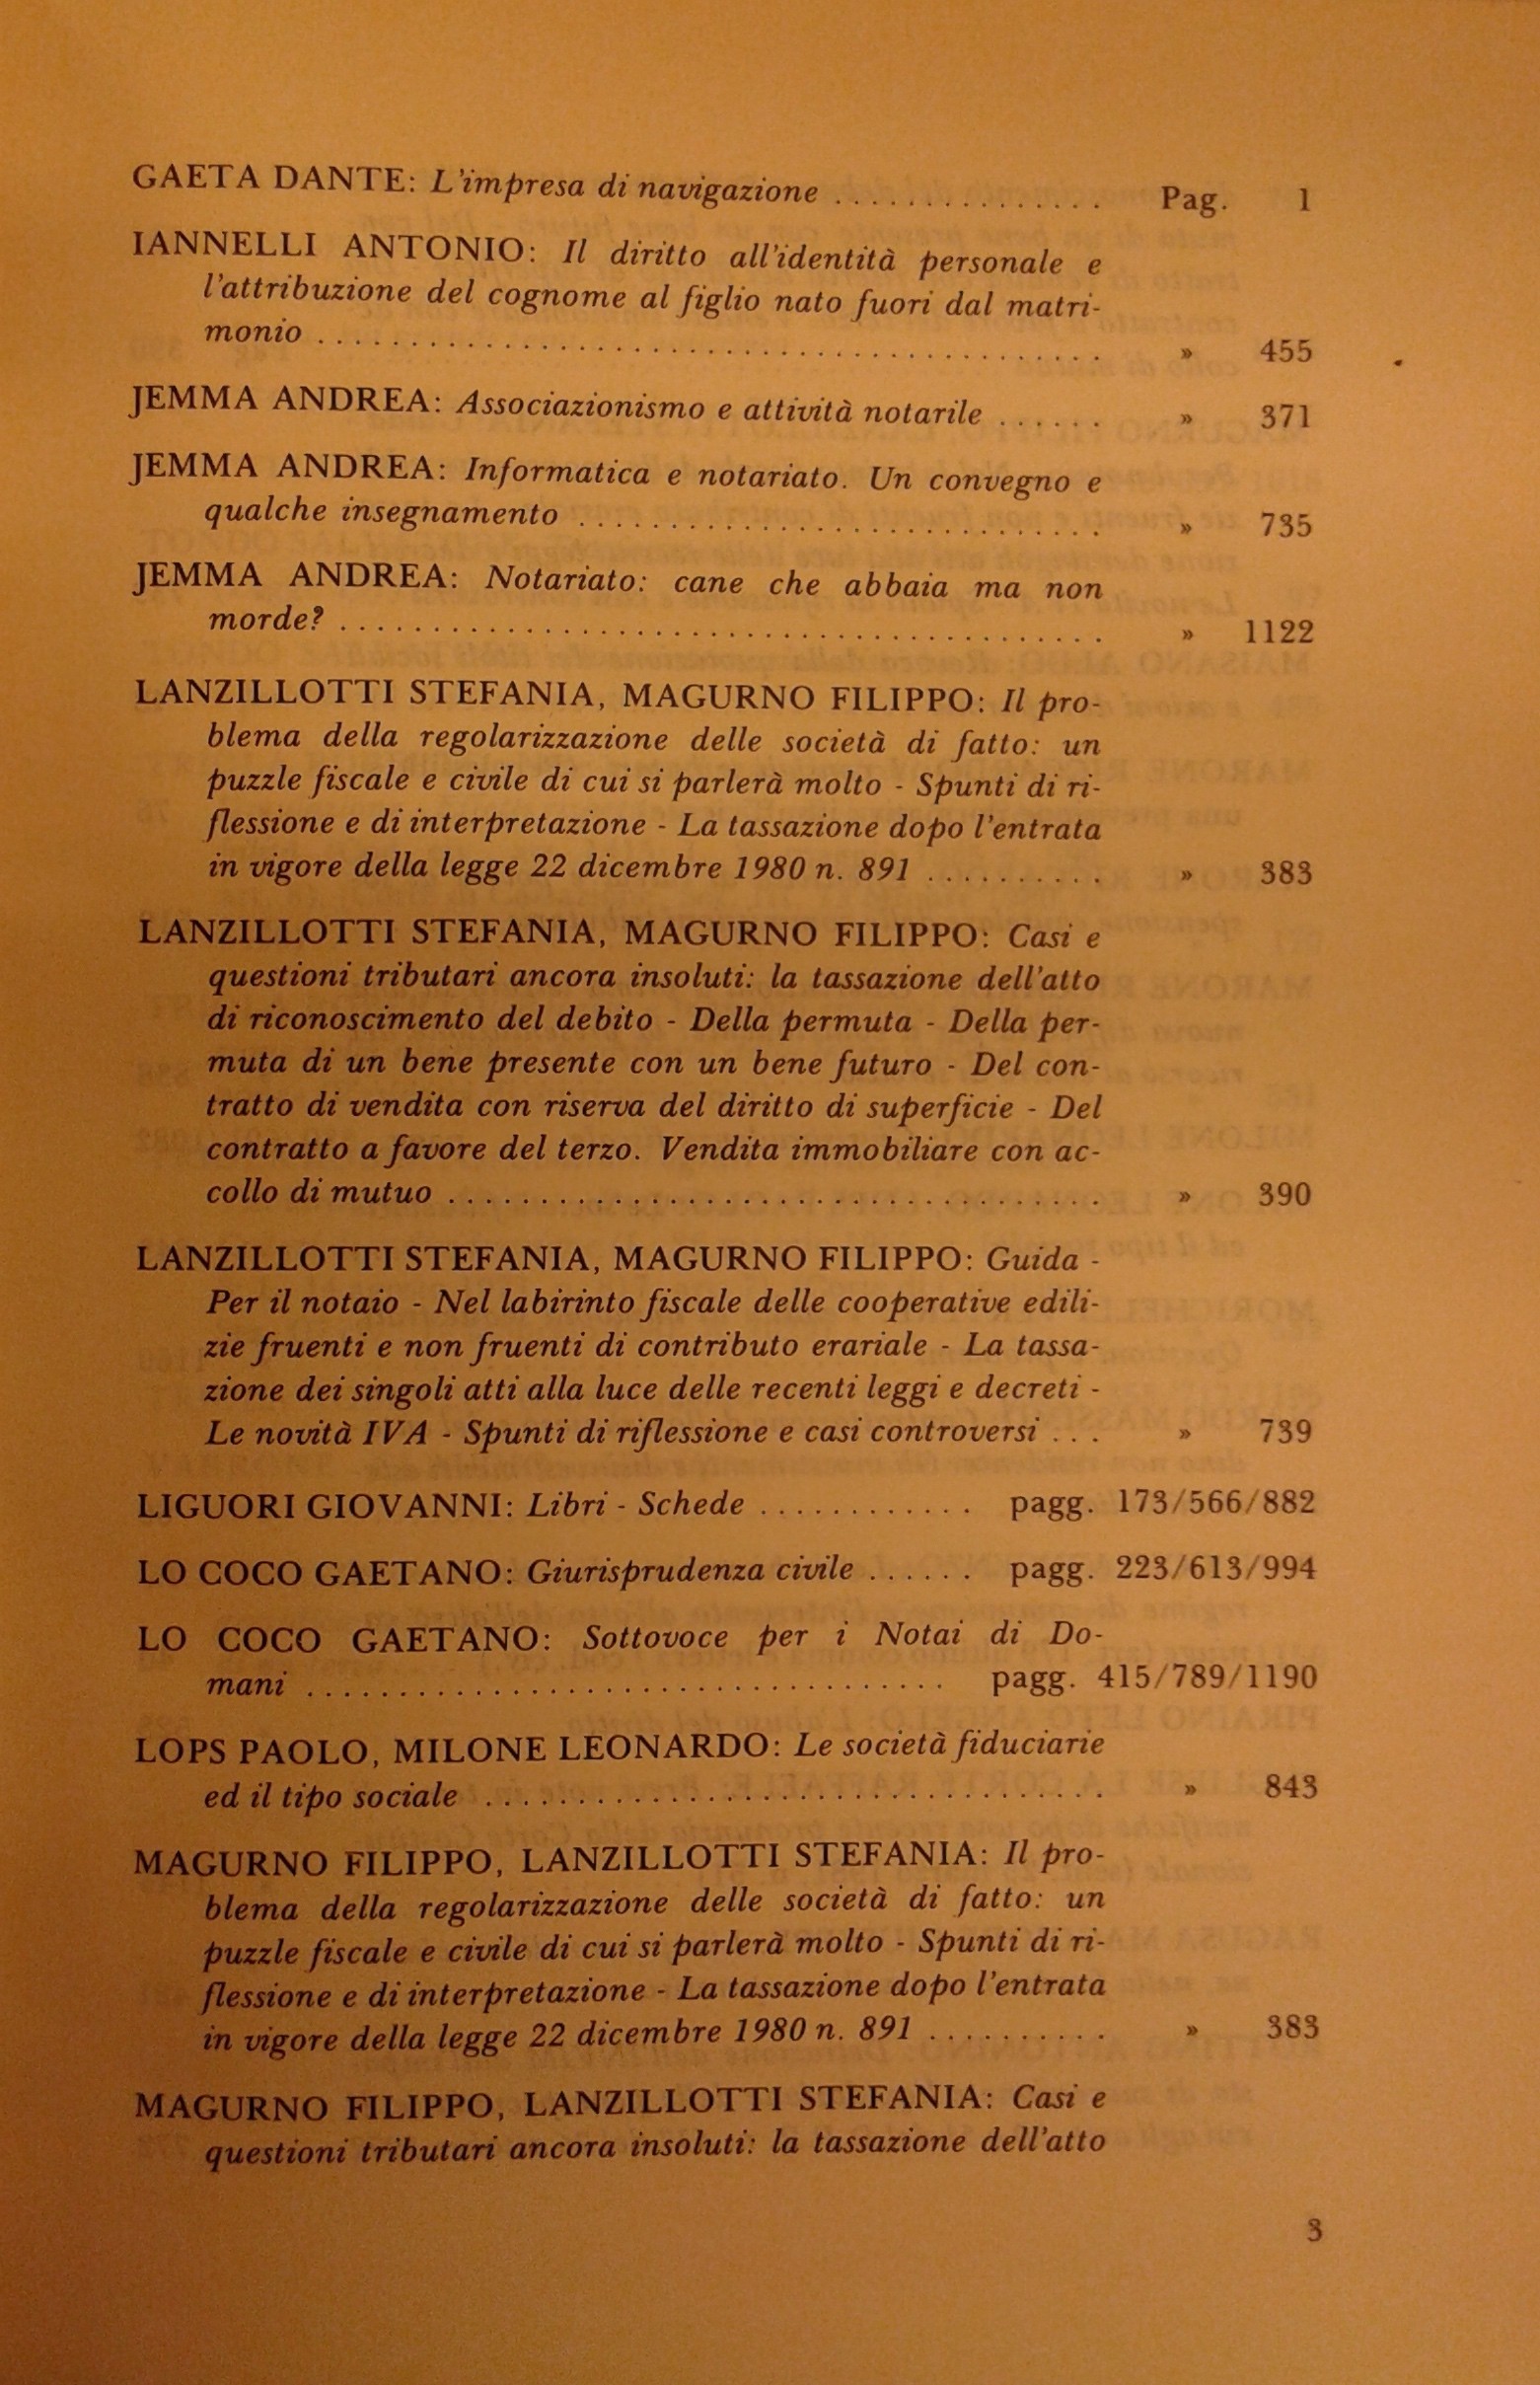 GAETA DANTE: L'impresa di navigazione ............... Pag. 1
IANNELLI ANTONIO: Il diritto all'identità personale e
l'attribuzione del cognome al figlio nato fuori dal matri-
monio ........................................... » 455
JEMMA ANDREA: Associazionismo e attività notarile ...... » 371
JEMMA ANDREA: Informatica e notariato. Un convegno e
qualche insegnamento ............................. » 735
JEMMA ANDREA: Notariato: cane che abbaia ma non
morde? .......................................... » 1122
LANZILLOTTI STEFANIA, MAGURNO FILIPPO: Il pro-
blema della regolarizzazione delle società di fatto: un
puzzle fiscale e civile di cui si parlerà molto - Spunti di ri-
flessione e di interpretazione - La tassazione dopo l'entrata
in vigore della legge 22 dicembre 1980 n. 891 .......... » 383
LANZILLOTTI STEFANIA, MAGURNO FILIPPO: Casi e
questioni tributari ancora insoluti: la tassazione dell'atto
di riconoscimento del debito - Della permuta - Della per-
muta di un bene presente con un bene futuro - Del con-
tratto di vendita con riserva del diritto di superficie - Del
contratto a favore del terzo. Vendita immobiliare con ac-
collo di mutuo .................................... » 390
LANZILLOTTI STEFANIA, MAGURNO FILIPPO: Guida -
Per il notaio - Nel labirinto fiscale delle cooperative edili-
zie fruenti e non fruenti di contributo erariale - La tassa-
zione dei singoli atti alla luce delle recenti leggi e decreti -
Le novità IVA - Spunti di riflessione e casi controversi ... » 739
LIGUORI GIOVANNI: Libri - Schede ............ pagg. 173/566/882
LO COCO GAETANO: Giurisprudenza civile ...... pagg. 223/613/994
LO COCO GAETANO: Sottovoce per i Notai di Do-
mani ................................... pagg. 415/789/1190
LOPS PAOLO, MILONE LEONARDO: Le società fiduciarie
ed il tipo sociale .................................. » 843
MAGURNO FILIPPO, LANZILLOTTI STEFANIA: Il pro-
blema della regolarizzazione delle società di fatto: un
puzzle fiscale e civile di cui si parlerà molto - Spunti di ri-
flessione e di interpretazione - La tassazione dopo l'entrata
in vigore della legge 22 dicembre 1980 n. 891 .......... » 383
MAGURNO FILIPPO, LANZILLOTTI STEFANIA: Casi e
questioni tributari ancora insoluti: la tassazione dell'atto
3